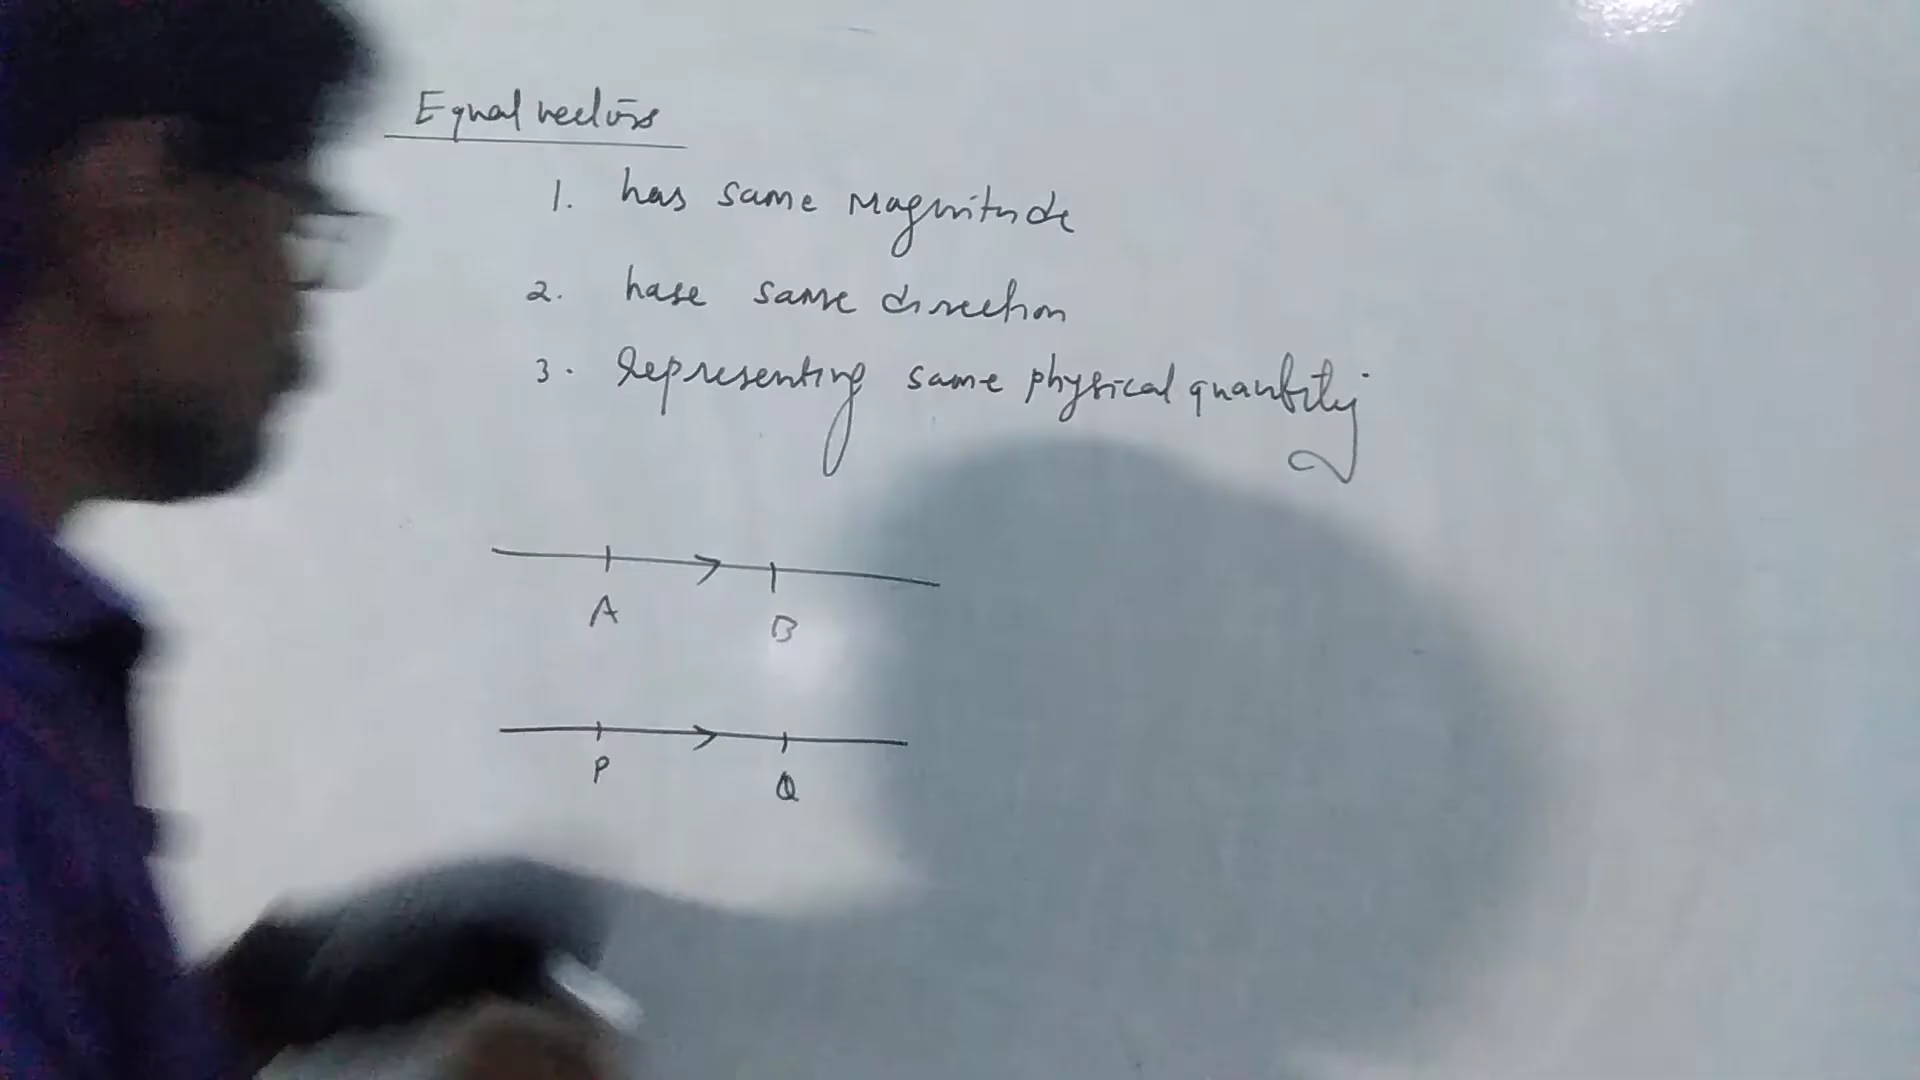 Equal vectors
1. has same magnitude
2. hase same direction
3. representing same physical quantity
A B
P Q